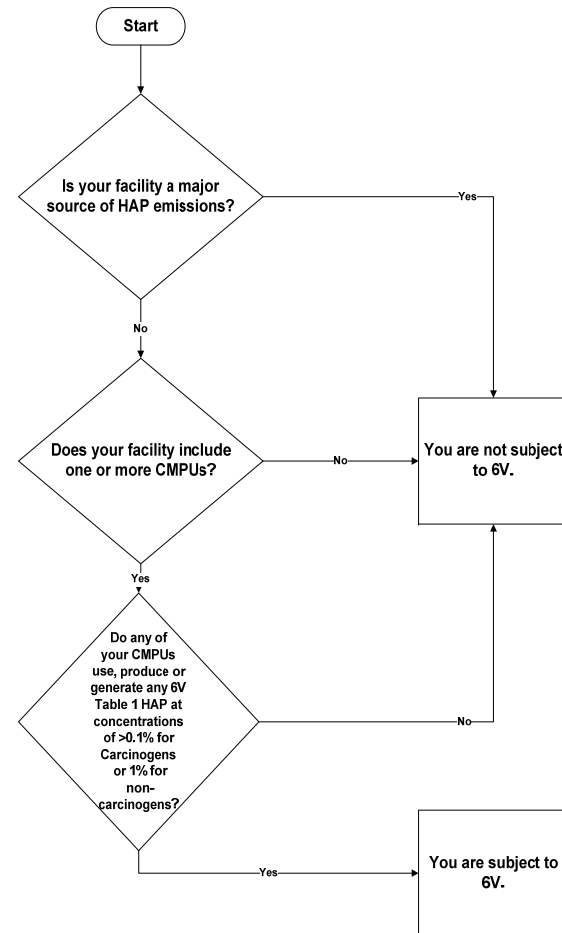 Start
Is your facility a major
source of HAP emissions?
Yes
No
Does your facility include
one or more CMPUs?
No
You are not subject
to 6V.
Yes
Do any of
your CMPUs
use, produce or
generate any 6V
Table 1 HAP at
concentrations
of >0.1% for
Carcinogens
or 1% for
non-
carcinogens?
No
Yes
You are subject to
6V.